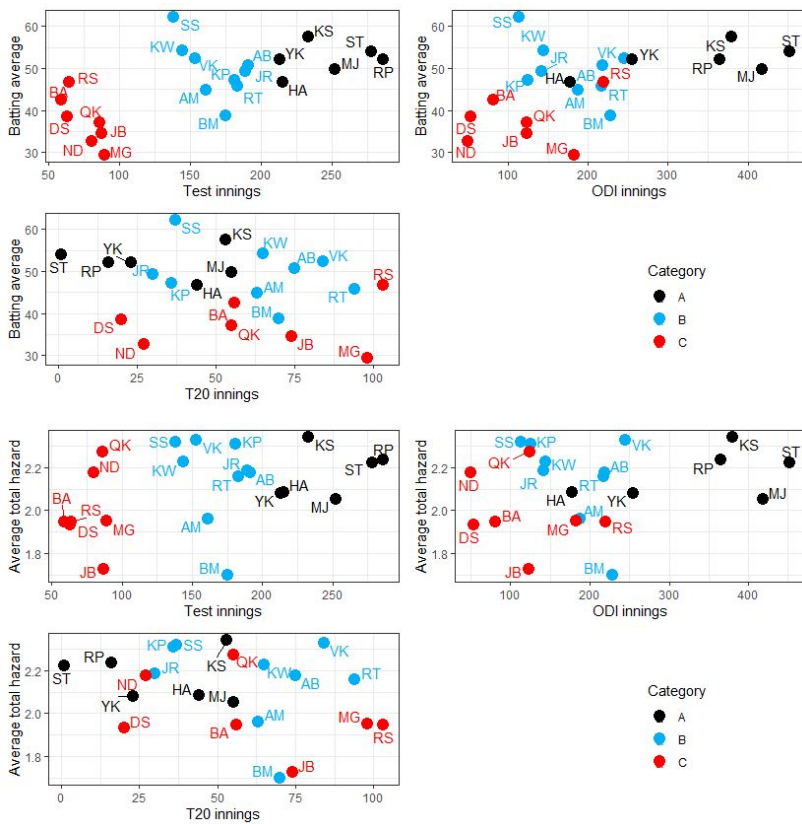 Batting average
60
50
40
30
SS
KW
VK
AB
JR
KP
RT
AM
BM
YK
KS
ST
MJ
RP
HA
RS
BA
DS
QK
JB
ND
MG
50 100 150 200 250
Test innings
Batting average
60
50
40
30
SS
KW
JR
VK
YK
KS
ST
RP
MJ
KP
HA
AB
RS
RT
AM
BA
BM
DS
QK
JB
ND
MG
100 200 300 400
ODI innings
Batting average
60
50
40
30
SS
KS
YK
KW
ST
RP
JR
MJ
AB
VK
KP
HA
AM
RT
RS
DS
BA
BM
QK
ND
JB
MG
0 25 50 75 100
T20 innings
Category
A
B
C
Average total hazard
2.2
2.0
1.8
QK
SS
VK
KP
KS
RP
ND
KW
JR
ST
AB
RT
HA
YK
MJ
BA
RS
DS
MG
AM
JB
BM
50 100 150 200 250
Test innings
Average total hazard
2.2
2.0
1.8
SS
KP
VK
KS
QK
KW
RP
ST
ND
JR
AB
RT
HA
YK
MJ
BA
AM
DS
MG
RS
JB
BM
100 200 300 400
ODI innings
Average total hazard
2.2
2.0
1.8
KP
SS
VK
RP
KS
QK
ST
JR
KW
RT
ND
AB
YK
HA
MJ
DS
AM
BA
MG
RS
BM
JB
0 25 50 75 100
T20 innings
Category
A
B
C